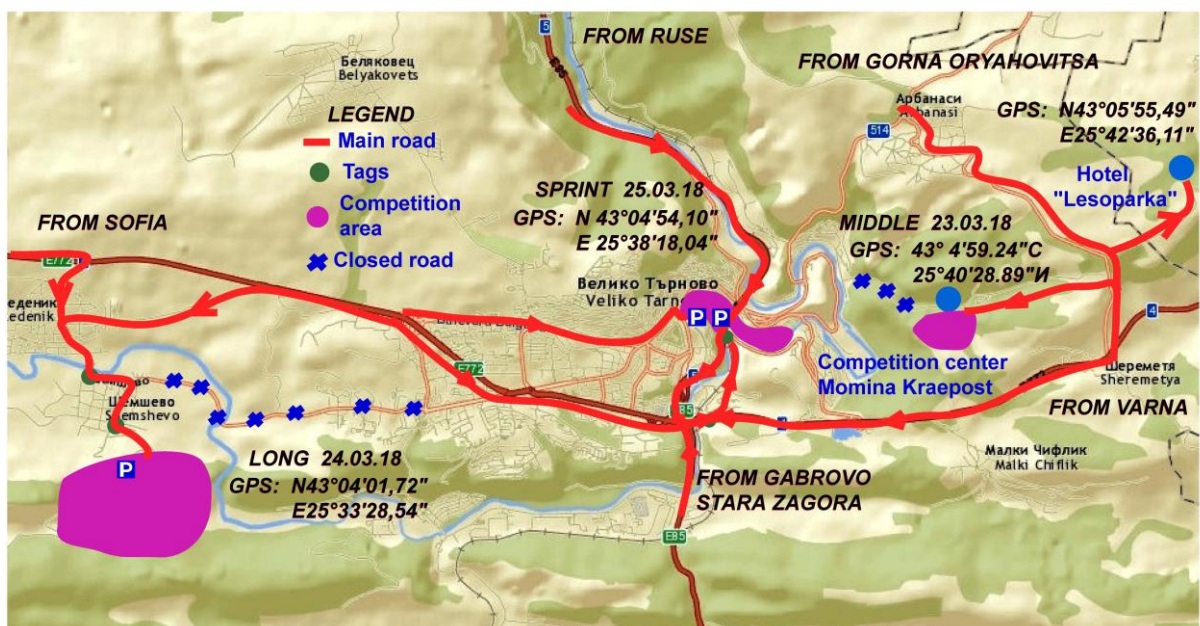 5
FROM RUSE
FROM GORNA ORYAHOVITSA
Беляковец
Belyakovets
LEGEND
Main road
Tags
Competition
area
Closed road
Арбанаси
Arbanasi
514
GPS: N43°05'55,49"
E25°42'36,11"
Hotel
"Lesoparka"
SPRINT 25.03.18
GPS: N 43°04'54,10"
E 25°38'18,04"
MIDDLE 23.03.18
GPS: 43° 4'59.24"С
25°40'28.89"И
FROM SOFIA
E772
Велико Търново
Veliko Tarno
P
P
4
E772
Competition center
Momina Kraepost
Шереметя
Sheremetya
FROM VARNA
Шемшево
Shemshevo
E85
P
LONG 24.03.18
GPS: N43°04'01,72"
E25°33'28,54"
FROM GABROVO
STARA ZAGORA
Малки Чифлик
Malki Chiflik
E85